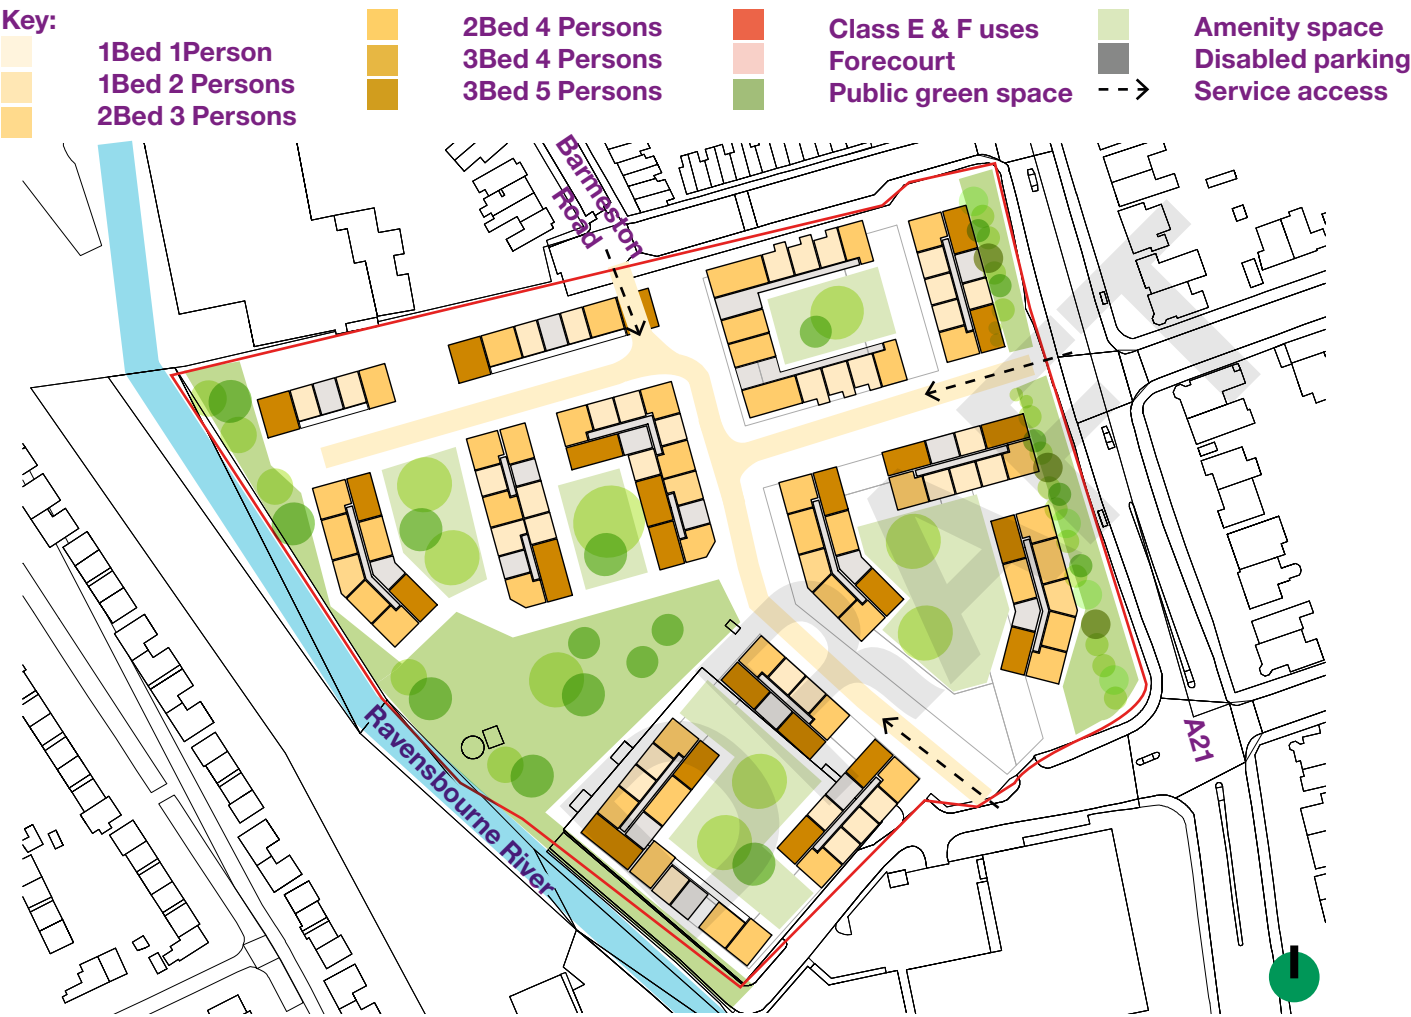 Key:
1Bed 1Person
1Bed 2 Persons
2Bed 3 Persons
2Bed 4 Persons
3Bed 4 Persons
3Bed 5 Persons
Class E & F uses
Forecourt
Public green space
Amenity space
Disabled parking
Service access
Barmeston
Road
A21
Ravensbourne River
DRAFT